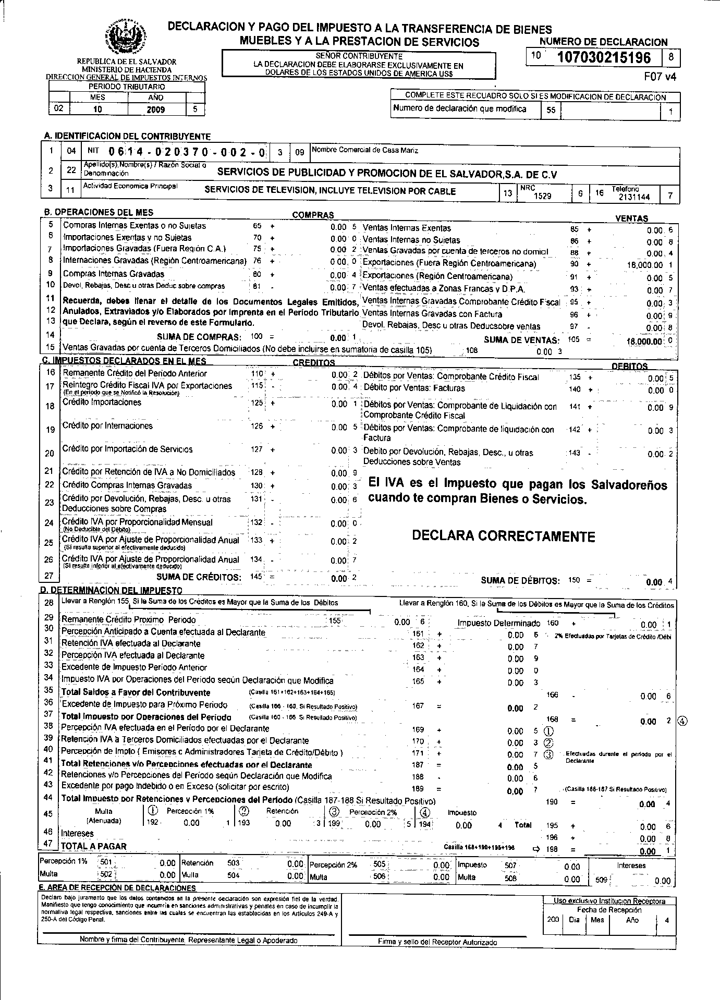 DECLARACION Y PAGO DEL IMPUESTO A LA TRANSFERENCIA DE BIENES
MUEBLES Y A LA PRESTACION DE SERVICIOS
NUMERO DE DECLARACION
10 107030215196 8
F07 v4
SEÑOR CONTRIBUYENTE
LA DECLARACION DEBE ELABORARSE EXCLUSIVAMENTE EN
DOLARES DE LOS ESTADOS UNIDOS DE AMERICA US$
REPUBLICA DE EL SALVADOR
MINISTERIO DE HACIENDA
DIRECCION GENERAL DE IMPUESTOS INTERNOS
PERIODO TRIBUTARIO
MES AÑO
02 10 2009 5
COMPLETE ESTE RECUADRO SOLO SI ES MODIFICACION DE DECLARACION
Numero de declaración que modifica 55 1
A. IDENTIFICACION DEL CONTRIBUYENTE
1 04 NIT 0614-020370-002-0 3 09 Nombre Comercial de Casa Mariz
2 22 Apellido(s),Nombre(s) / Razón Social o Denominación SERVICIOS DE PUBLICIDAD Y PROMOCION DE EL SALVADOR,S.A. DE C.V
3 11 Actividad Economica Principal SERVICIOS DE TELEVISION, INCLUYE TELEVISION POR CABLE 13 NRC 1529 6 16 Telefono 2131144 7
B. OPERACIONES DEL MES COMPRAS VENTAS
5 Compras Internas Exentas o no Sujetas 65 + 0.00 5 Ventas Internas Exentas 85 + 0.00 6
6 Importaciones Exentas y no Sujetas 70 + 0.00 0 Ventas Internas no Sujetas 86 + 0.00 8
7 Importaciones Gravadas (Fuera Región C.A.) 75 + 0.00 2 Ventas Gravadas por cuenta de terceros no domicil 88 + 0.00 4
8 Internaciones Gravadas (Región Centroamericana) 76 + 0.00 0 Exportaciones (Fuera Región Centroamericana) 90 + 18,000.00 1
9 Compras Internas Gravadas 80 + 0.00 4 Exportaciones (Región Centroamericana) 91 + 0.00 5
10 Devol, Rebajas, Desc u otras Deduc sobre compras 81 - 0.00 7 Ventas efectuadas a Zonas Francas y D.P.A. 93 + 0.00 7
11 Recuerda, debes llenar el detalle de los Documentos Legales Emitidos, Ventas Internas Gravadas Comprobante Crédito Fiscal 95 + 0.00 3
12 Anulados, Extraviados y/o Elaborados por Imprenta en el Período Tributario Ventas Internas Gravadas con Factura 96 + 0.00 9
13 que Declara, según el reverso de este Formulario. Devol, Rebajas, Desc u otras Deducsobre ventas 97 - 0.00 8
14 SUMA DE COMPRAS: 100 = 0.00 1 SUMA DE VENTAS: 105 = 18,000.00 0
15 Ventas Gravadas por cuenta de Terceros Domiciliados (No debe incluirse en sumatoria de casilla 105) 108 0.00 3
C. IMPUESTOS DECLARADOS EN EL MES CREDITOS DEBITOS
16 Remanente Crédito del Periodo Anterior 110 + 0.00 2 Débitos por Ventas: Comprobante Crédito Fiscal 135 + 0.00 5
17 Reintegro Crédito Fiscal IVA por Exportaciones 115 - 0.00 4 Débito por Ventas: Facturas 140 + 0.00 0
(En el periodo que se Notificó la Resolución)
18 Crédito Importaciones 125 + 0.00 1 Débitos por Ventas: Comprobante de Liquidación con 141 + 0.00 9
Comprobante Crédito Fiscal
19 Crédito por Internaciones 126 + 0.00 5 Débitos por Ventas: Comprobante de liquidación con 142 + 0.00 3
Factura
20 Crédito por Importación de Servicios 127 + 0.00 3 Debito por Devolución, Rebajas, Desc., u otras 143 - 0.00 2
Deducciones sobre Ventas
21 Crédito por Retención de IVA a No Domiciliados 128 + 0.00 9
22 Crédito Compras Internas Gravadas 130 + 0.00 3 El IVA es el Impuesto que pagan los Salvadoreños
23 Crédito por Devolución, Rebajas, Desc. u otras 131 - 0.00 6 cuando te compran Bienes o Servicios.
Deducciones sobre Compras
24 Crédito IVA por Proporcionalidad Mensual 132 - 0.00 0
(No Deducible del Débito)
DECLARA CORRECTAMENTE
25 Crédito IVA por Ajuste de Proporcionalidad Anual 133 + 0.00 2
(Si resulta superior al efectivamente deducido)
26 Crédito IVA por Ajuste de Proporcionalidad Anual 134 - 0.00 7
(Si resulta inferior al efectivamente deducido)
27 SUMA DE CRÉDITOS: 145 = 0.00 2 SUMA DE DÉBITOS: 150 = 0.00 4
D. DETERMINACION DEL IMPUESTO
28 Llevar a Renglón 155, Si la Suma de los Créditos es Mayor que la Suma de los Débitos Llevar a Renglón 160, Si la Suma de los Débitos es Mayor que la Suma de los Créditos
29 Remanente Crédito Proximo Periodo 155 0.00 6 Impuesto Determinado 160 + 0.00 1
30 Percepción Anticipado a Cuenta efectuada al Declarante 161 + 0.00 6 2% Efectuadas por Tarjetas de Crédito /Débi
31 Retención IVA efectuada al Declarante 162 + 0.00 7
32 Percepción IVA efectuada al Declarante 163 + 0.00 9
33 Excedente de Impuesto Periodo Anterior 164 + 0.00 0
34 Impuesto IVA por Operaciones del Periodo según Declaración que Modifica 165 + 0.00 3
35 Total Saldos a Favor del Contribuyente (Casilla 161+162+163+164+165) 166 - 0.00 6
36 Excedente de Impuesto para Próximo Periodo (Casilla 166 - 160, Si Resultado Positivo) 167 = 0.00 2
37 Total Impuesto por Operaciones del Periodo (Casilla 160 - 166 Si Resultado Positivo) 168 = 0.00 2 ④
38 Percepción IVA efectuada en el Período por el Declarante 169 + 0.00 5 ①
39 Retención IVA a Terceros Domiciliados efectuadas por el Declarante 170 + 0.00 3 ②
40 Percepción de Impto ( Emisores o Administradores Tarjeta de Crédito/Débito ) 171 + 0.00 7 ③ Efectuadas durante el período por el Declarante
41 Total Retenciones y/o Percepciones efectuadas por el Declarante 187 = 0.00 5
42 Retenciones y/o Percepciones del Período según Declaración que Modifica 188 - 0.00 6
43 Excedente por pago Indebido o en Exceso (solicitar por escrito) 189 = 0.00 7 (Casilla 188-187 Si Resultado Positivo)
44 Total Impuesto por Retenciones y Percepciones del Período (Casilla 187-188 Si Resultado Positivo) 190 = 0.00 4
45 Multa ① Percepción 1% ② Retención ③ Percepción 2% ④ Impuesto
(Atenuada) 192 0.00 1 193 0.00 3 199 0.00 5 194 0.00 4 Total 195 + 0.00 6
46 Intereses 196 + 0.00 8
47 TOTAL A PAGAR Casilla 168+190+195+196 ⇨ 198 = 0.00 1
Percepción 1% 501 0.00 Retención 503 0.00 Percepción 2% 505 0.00 Impuesto 507 0.00 Intereses
Multa 502 0.00 Multa 504 0.00 Multa 506 0.00 Multa 508 0.00 509 0.00
E. AREA DE RECEPCIÓN DE DECLARACIONES
Declaro bajo juramento que los datos contenidos en la presente declaración son expresión fiel de la verdad.
Manifiesto que tengo conocimiento que incurriria en sanciones administrativas y penales en caso de incumplir la
normativa legal respectiva, sanciones entre las cuales se encuentran las establecidas en los Artículos 249-A y
250-A del Código Penal.
Uso exclusivo Institucion Receptora
Fecha de Recepción
200 Dia Mes Año 4
Nombre y firma del Contribuyente, Representante Legal o Apoderado
Firma y sello del Receptor Autorizado